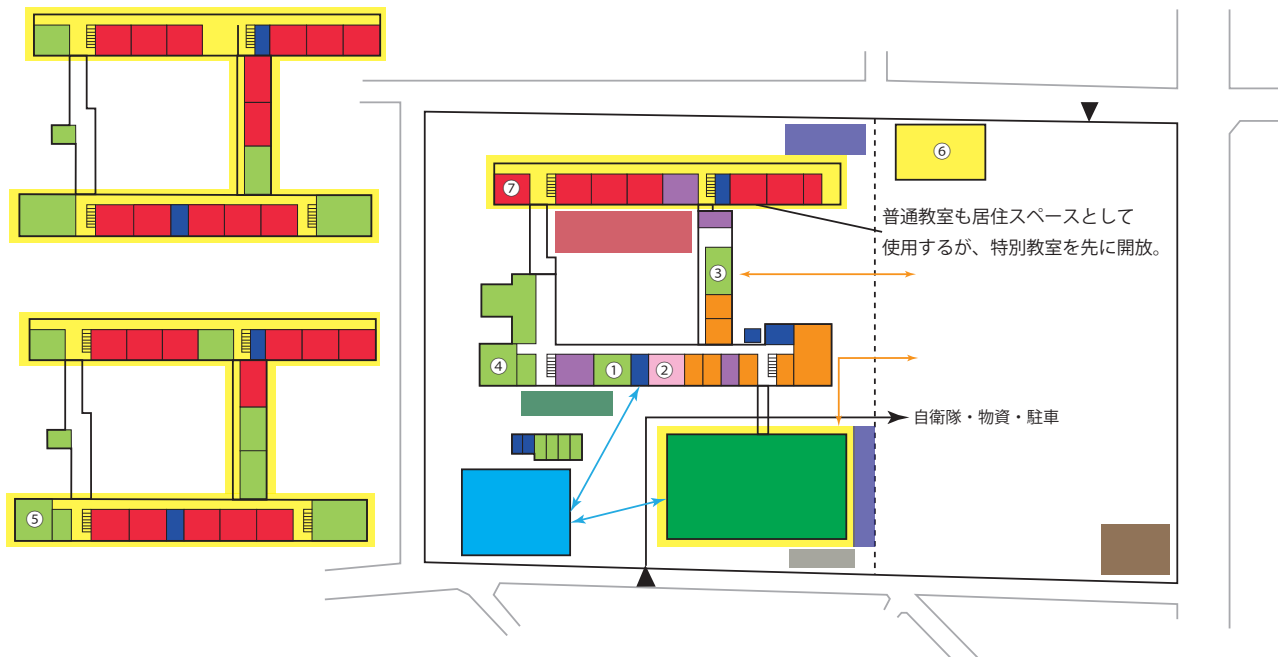 ⑥
⑦
普通教室も居住スペースとして
使用するが、特別教室を先に開放。
③
④
①
②
自衛隊・物資・駐車
⑤